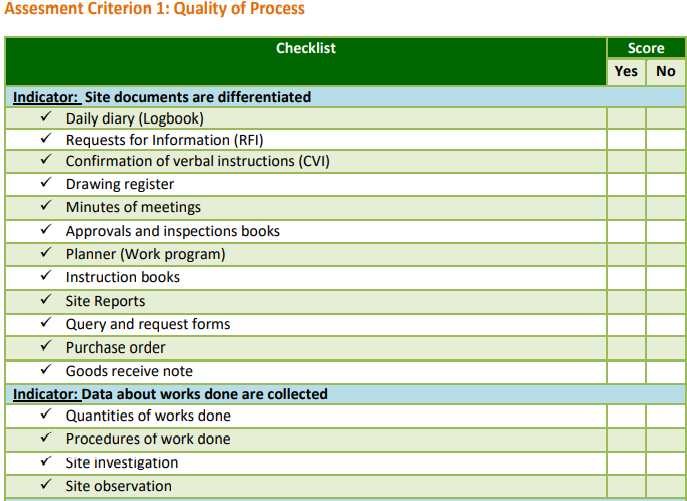 Assesment Criterion 1: Quality of Process
Checklist
Score
Yes No
Indicator: Site documents are differentiated
✓ Daily diary (Logbook)
✓ Requests for Information (RFI)
✓ Confirmation of verbal instructions (CVI)
✓ Drawing register
✓ Minutes of meetings
✓ Approvals and inspections books
✓ Planner (Work program)
✓ Instruction books
✓ Site Reports
✓ Query and request forms
✓ Purchase order
✓ Goods receive note
Indicator: Data about works done are collected
✓ Quantities of works done
✓ Procedures of work done
✓ Site investigation
✓ Site observation